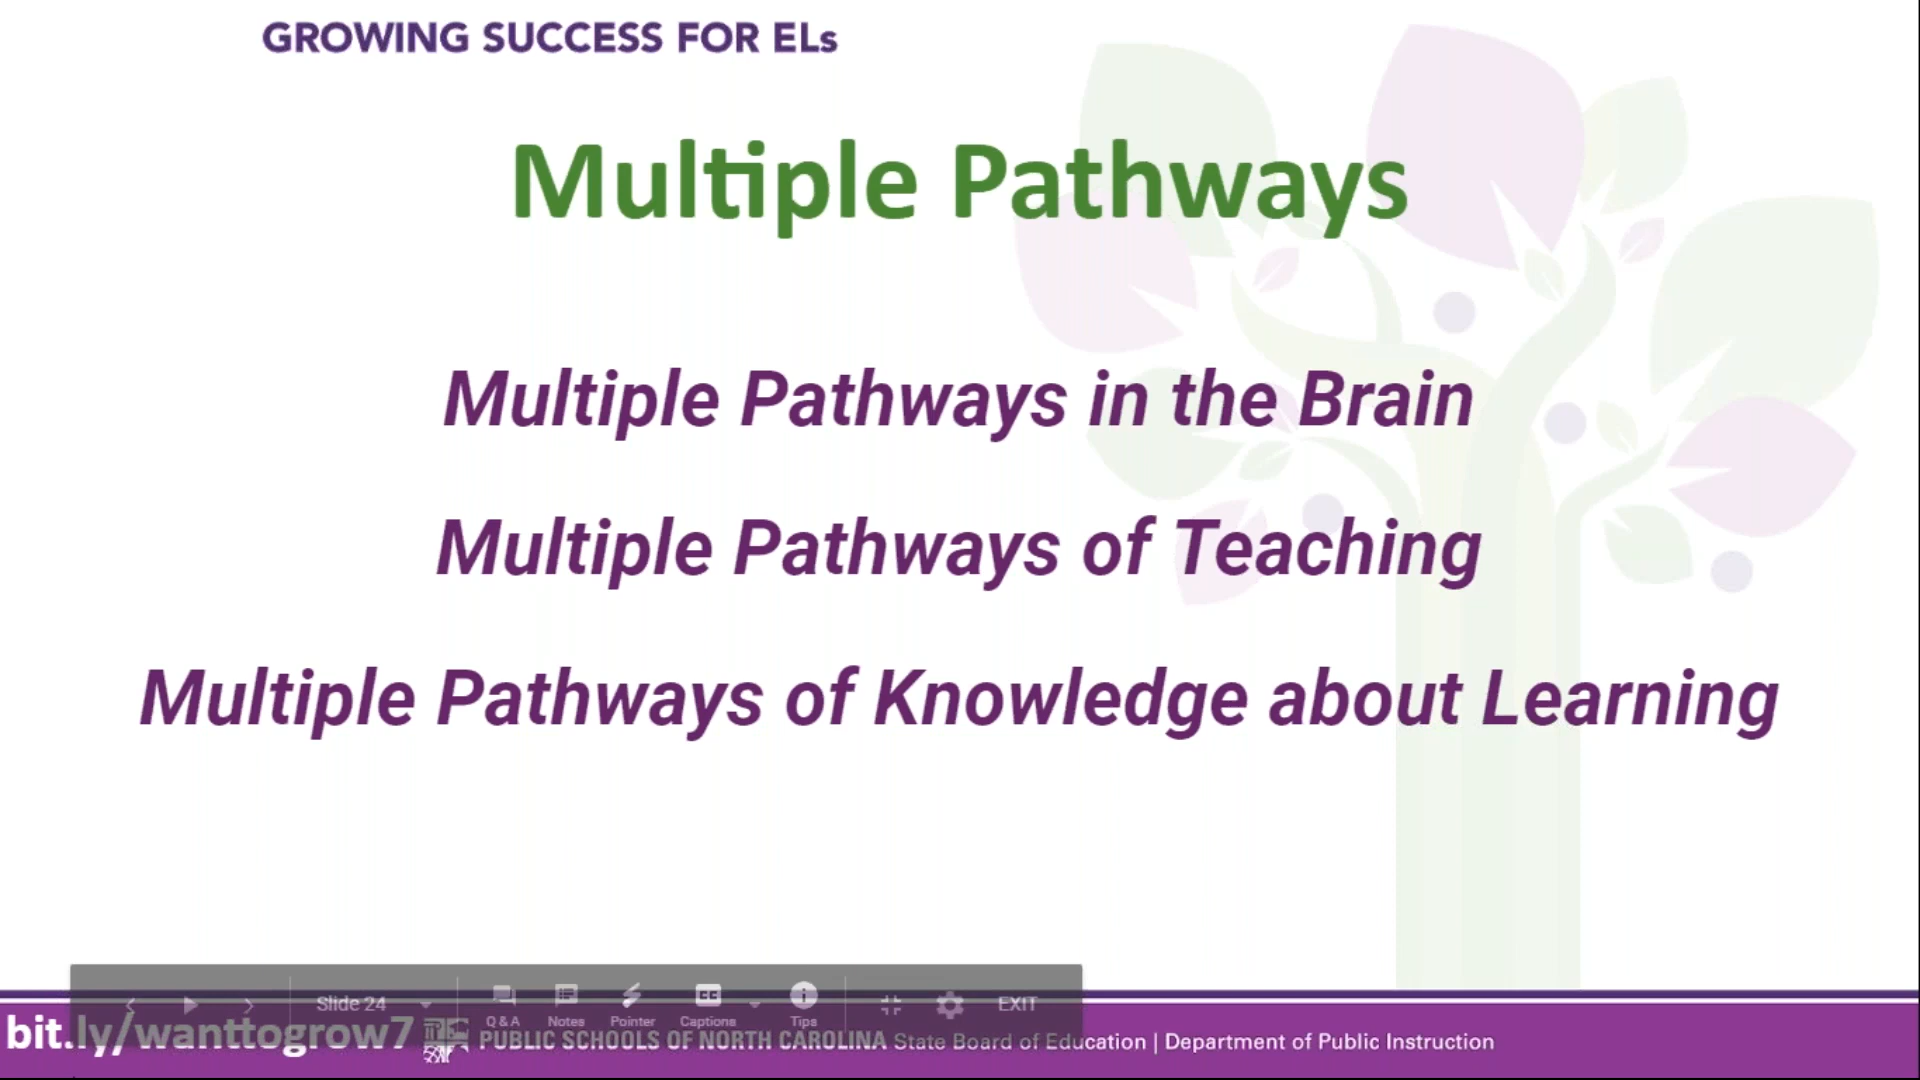 GROWING SUCCESS FOR ELs
Multiple Pathways
Multiple Pathways in the Brain
Multiple Pathways of Teaching
Multiple Pathways of Knowledge about Learning
Slide 24
Q & A
Notes
Pointer
Captions
Tips
EXIT
bit.ly/wanttogrow7
PUBLIC SCHOOLS OF NORTH CAROLINA State Board of Education | Department of Public Instruction